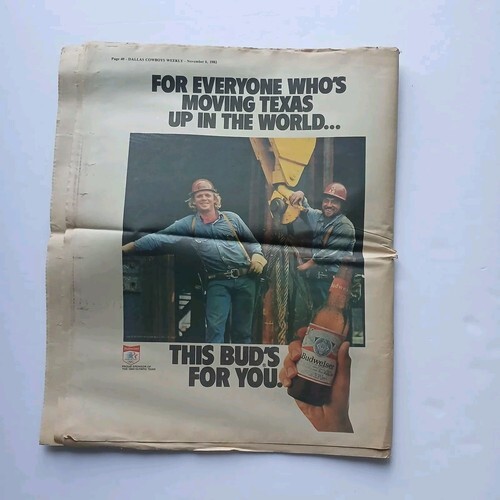 Page 40 - DALLAS COWBOYS WEEKLY - November 6, 1982
FOR EVERYONE WHO'S
MOVING TEXAS
UP IN THE WORLD...
THIS BUD'S
FOR YOU.
Budweiser